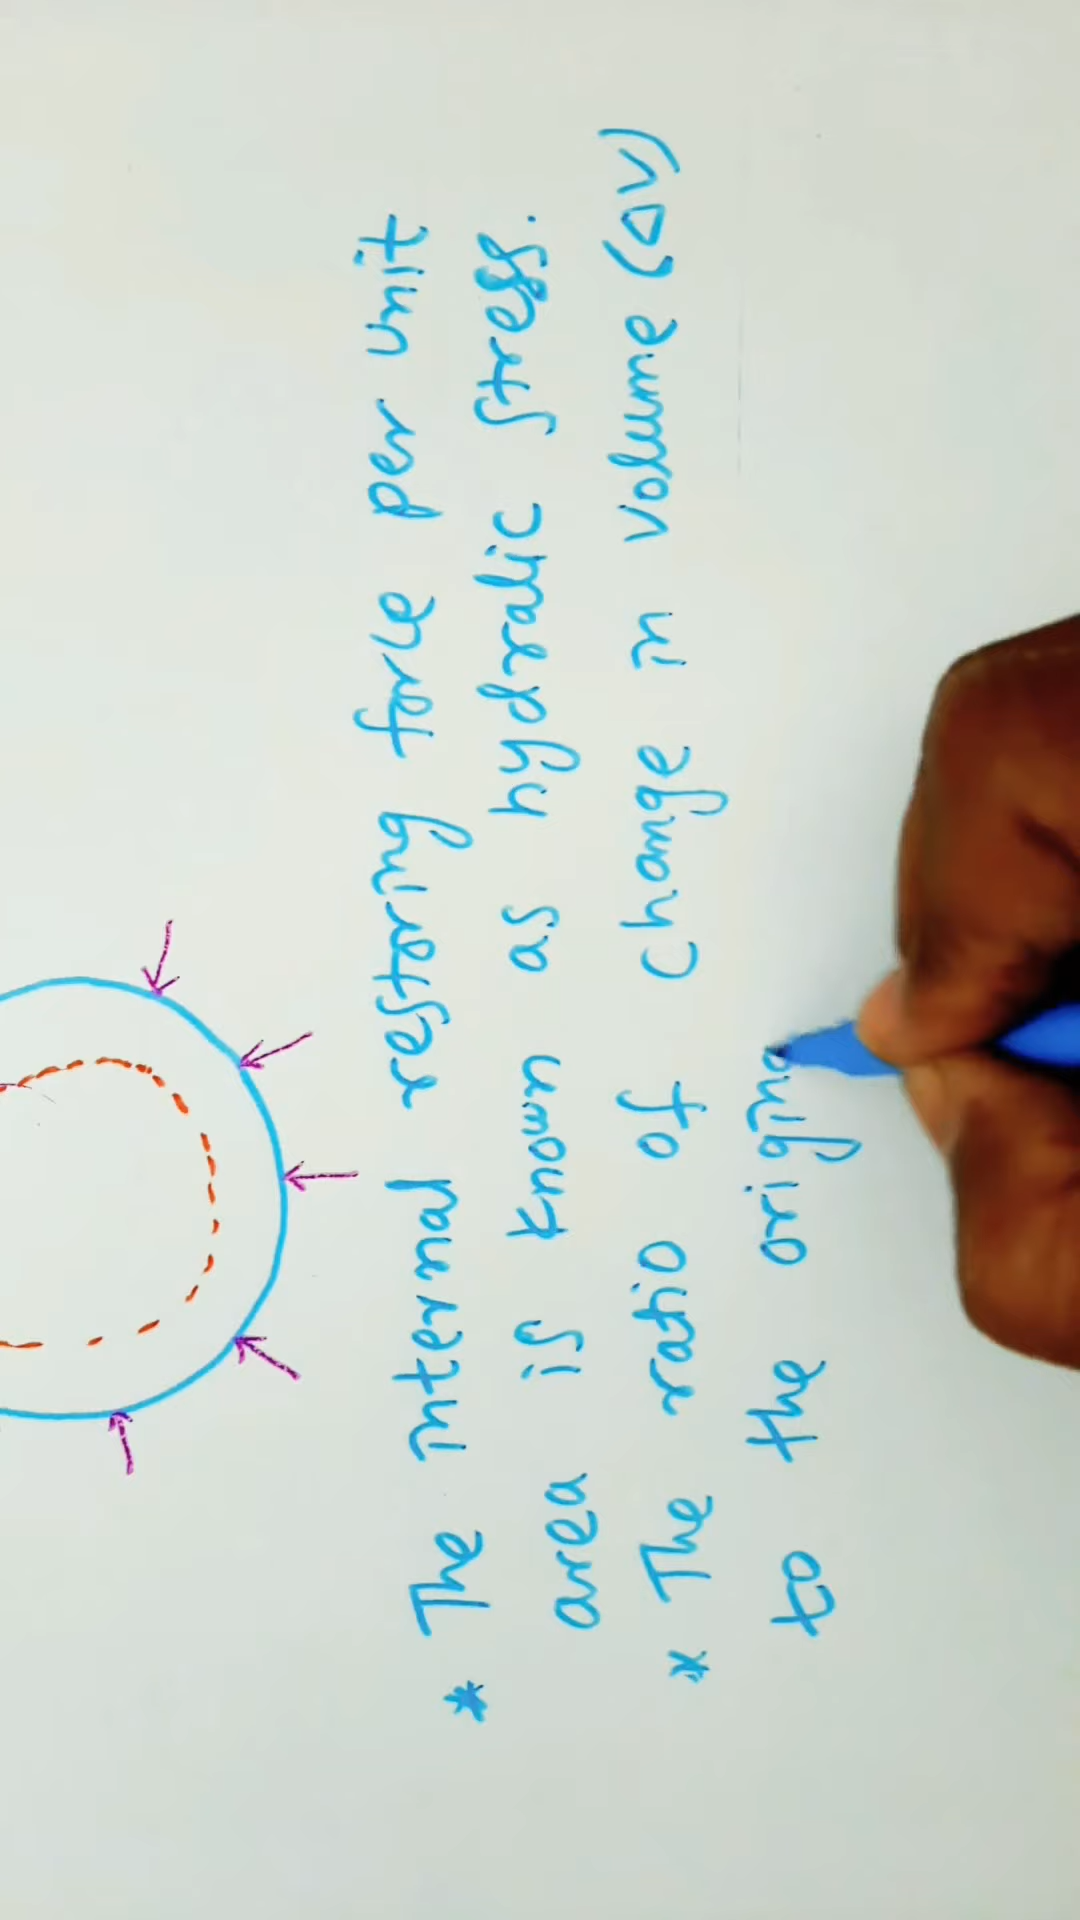 * The internal restoring force per unit
area is known as hydralic stress.
* The ratio of change in volume (ΔV)
to the origina